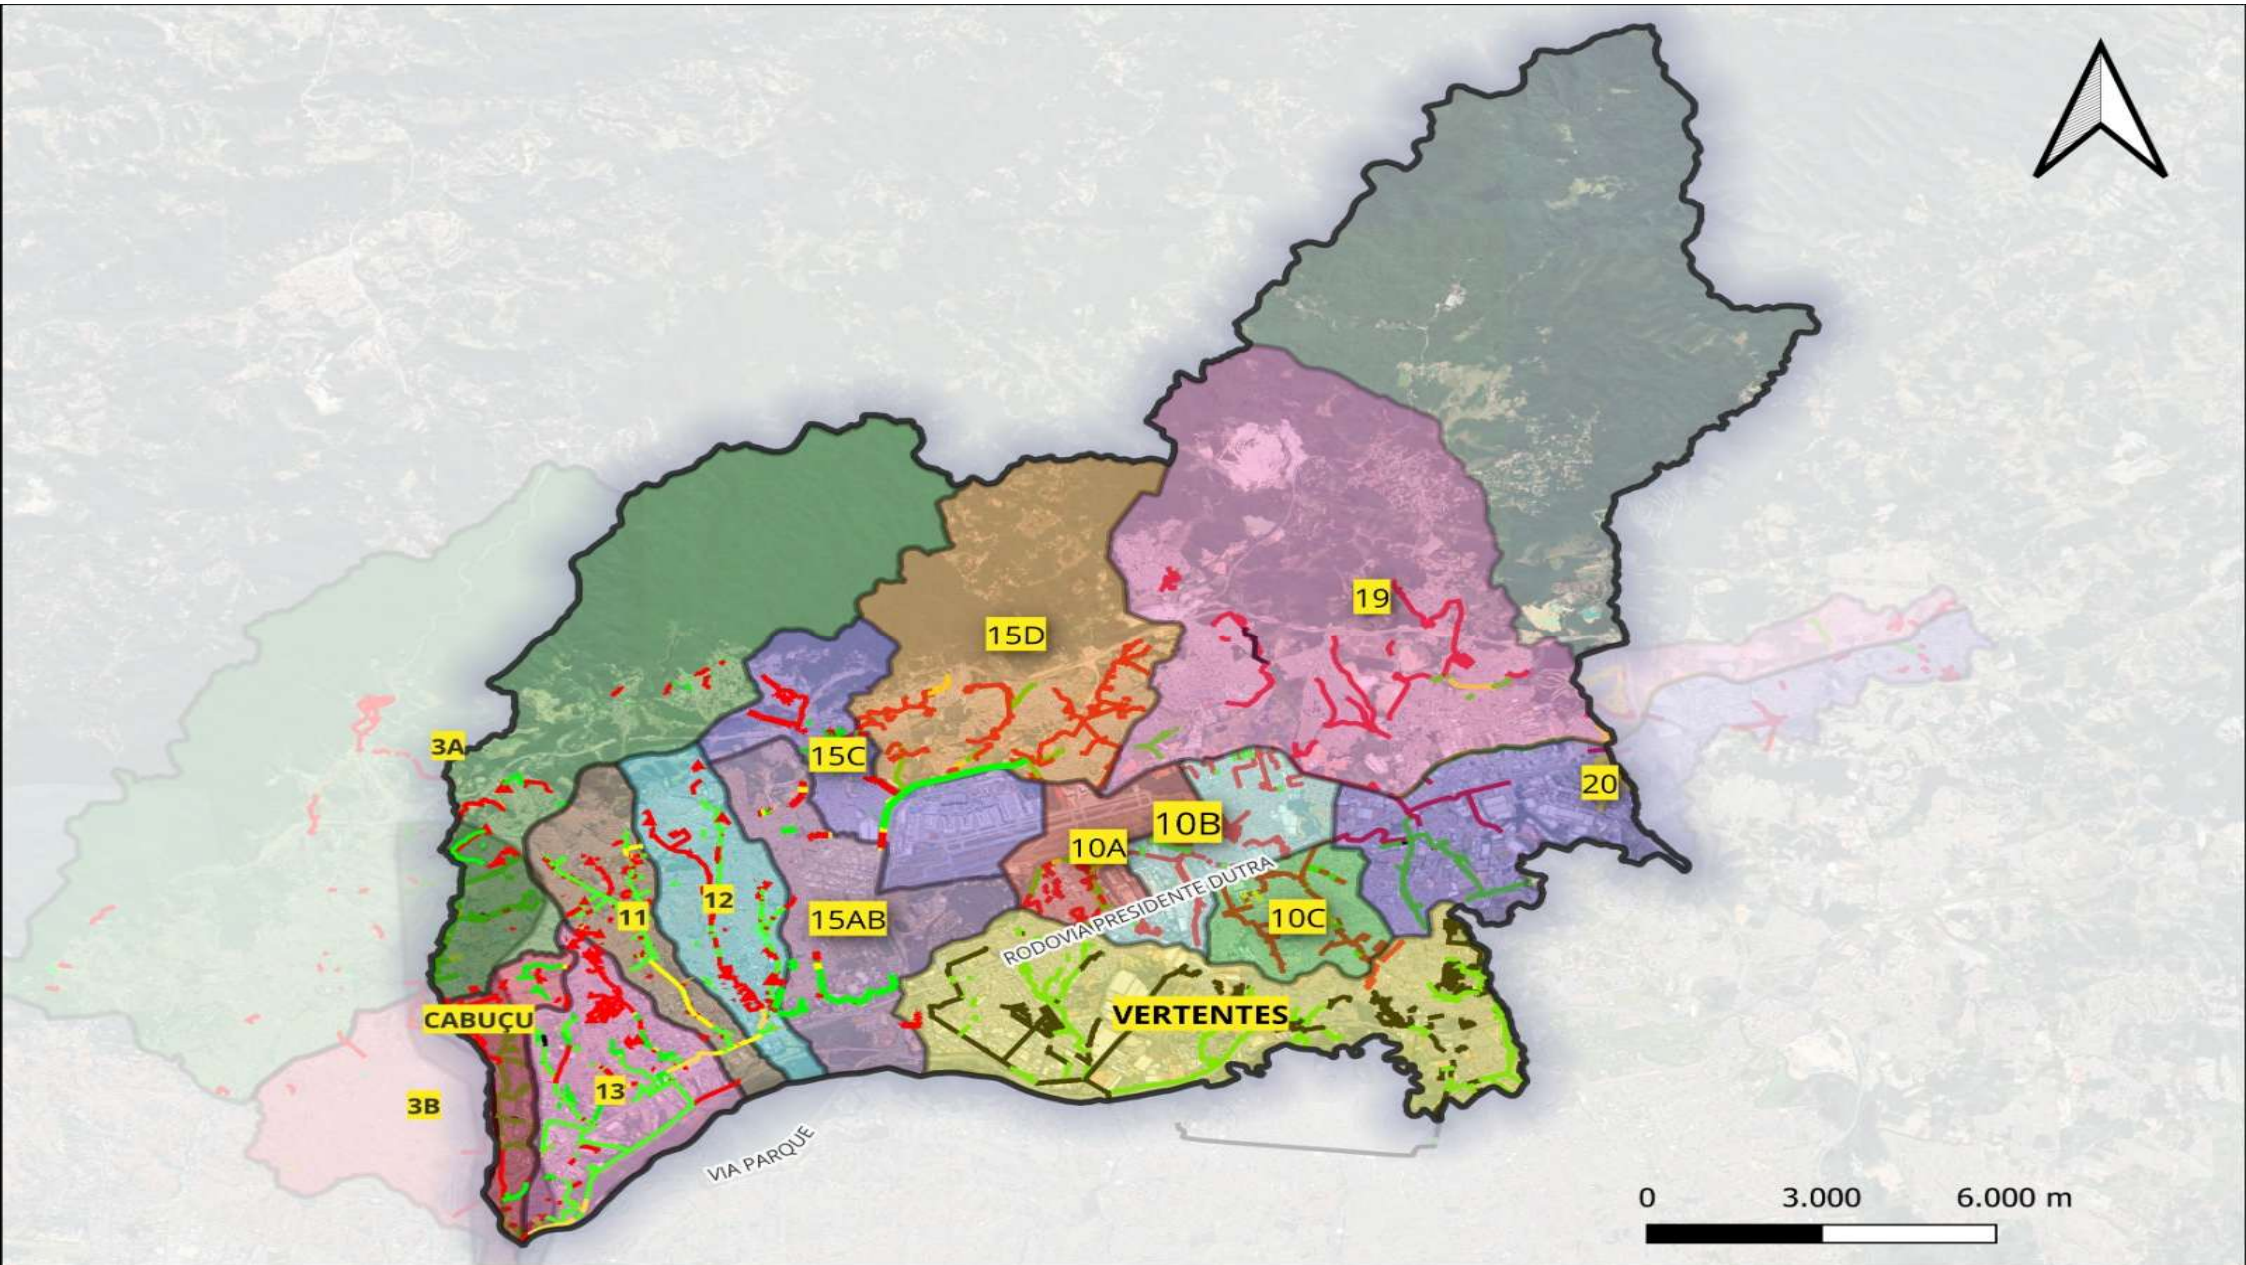 19
15D
3A
15C
20
10B
10A
12
11
15AB
10C
RODOVIA PRESIDENTE DUTRA
VERTENTES
CABUÇU
13
3B
VIA PARQUE
0 3.000 6.000 m